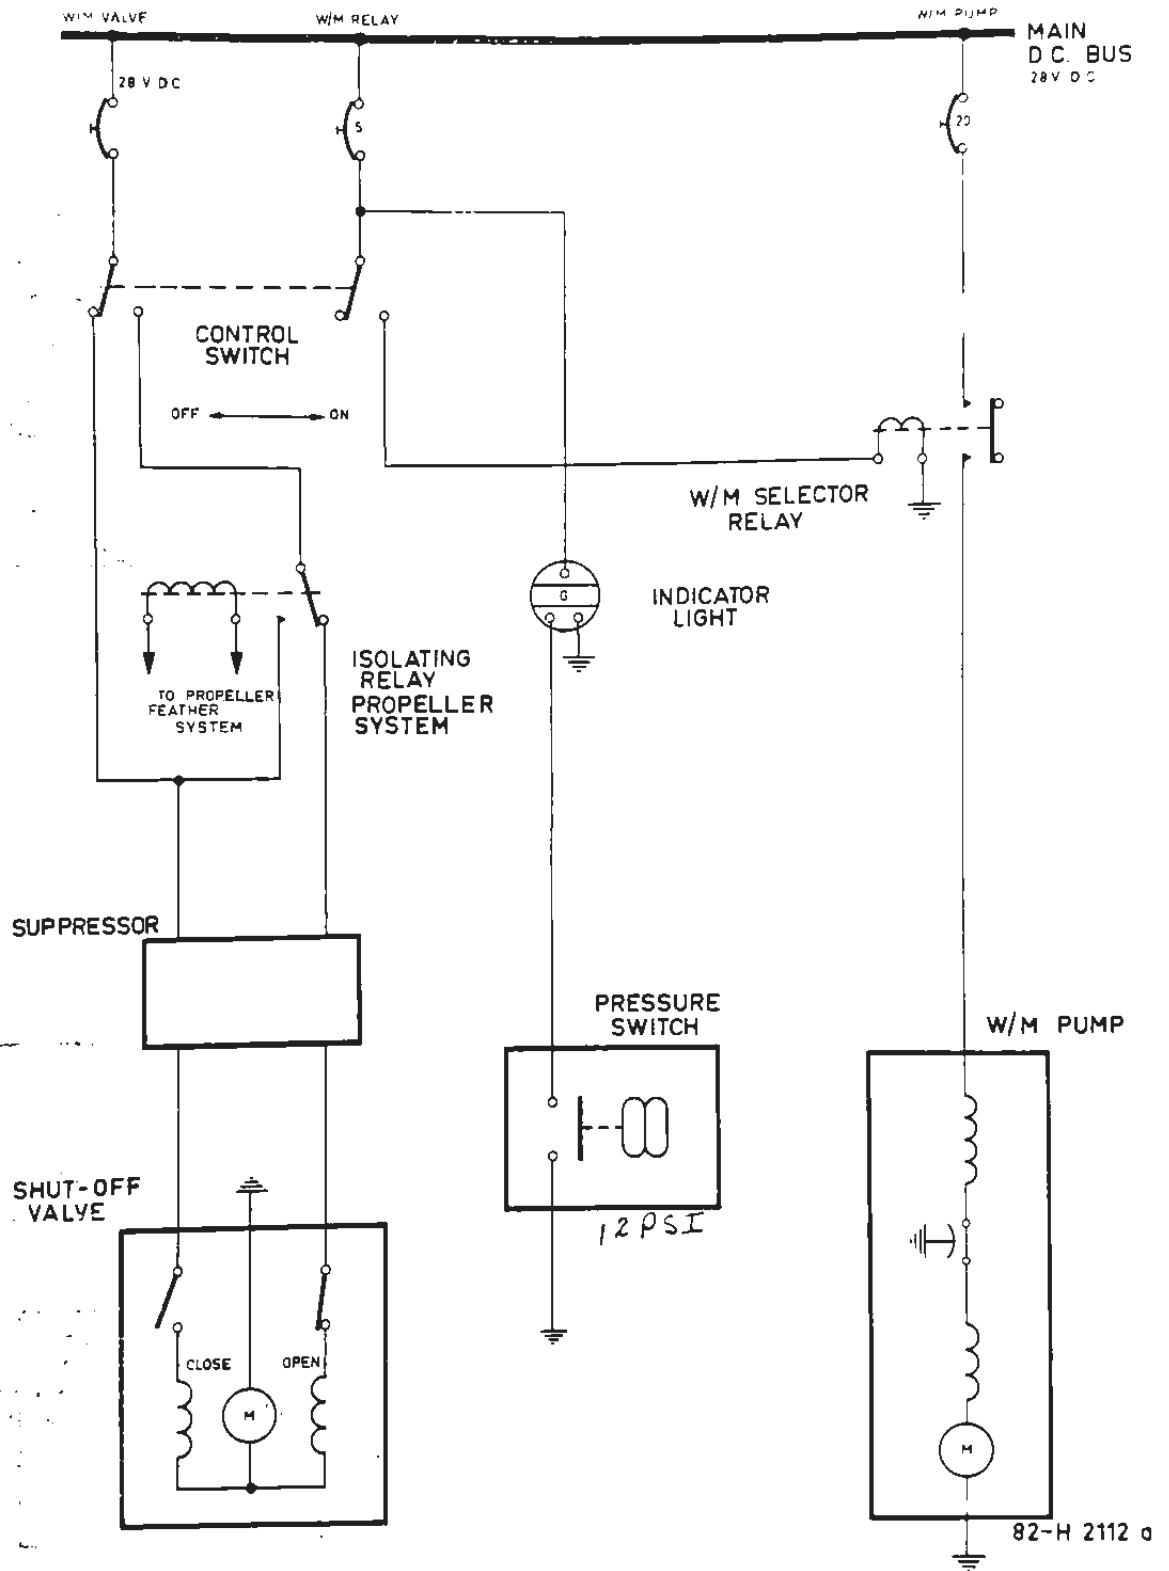 W/M VALVE
W/M RELAY
W/M PUMP
MAIN
D C. BUS
28V D C
28 V D C
5
20
CONTROL
SWITCH
OFF
ON
W/M SELECTOR
RELAY
G
INDICATOR
LIGHT
ISOLATING
RELAY
PROPELLER
SYSTEM
TO PROPELLER
FEATHER
SYSTEM
SUPPRESSOR
PRESSURE
SWITCH
W/M PUMP
12 PSI
SHUT-OFF
VALVE
CLOSE
OPEN
M
M
82-H 2112 a